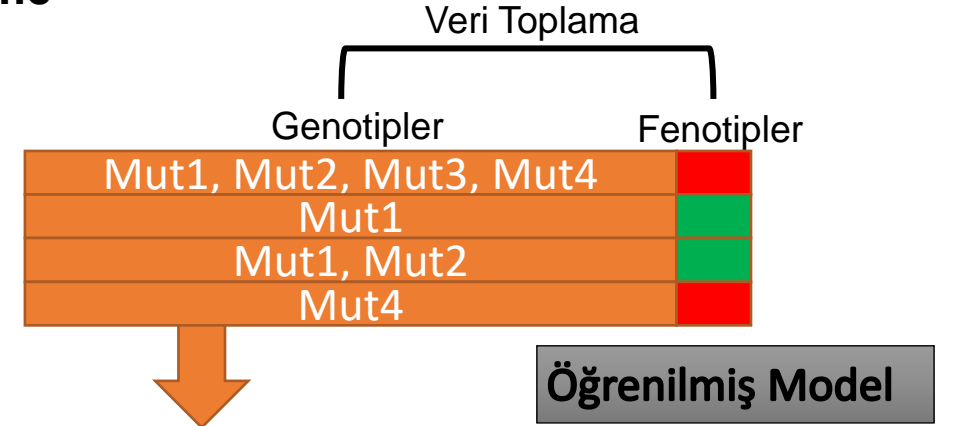 Veri Toplama
Genotipler
Fenotipler
Mut1, Mut2, Mut3, Mut4
Mut1
Mut1, Mut2
Mut4
Öğrenilmiş Model